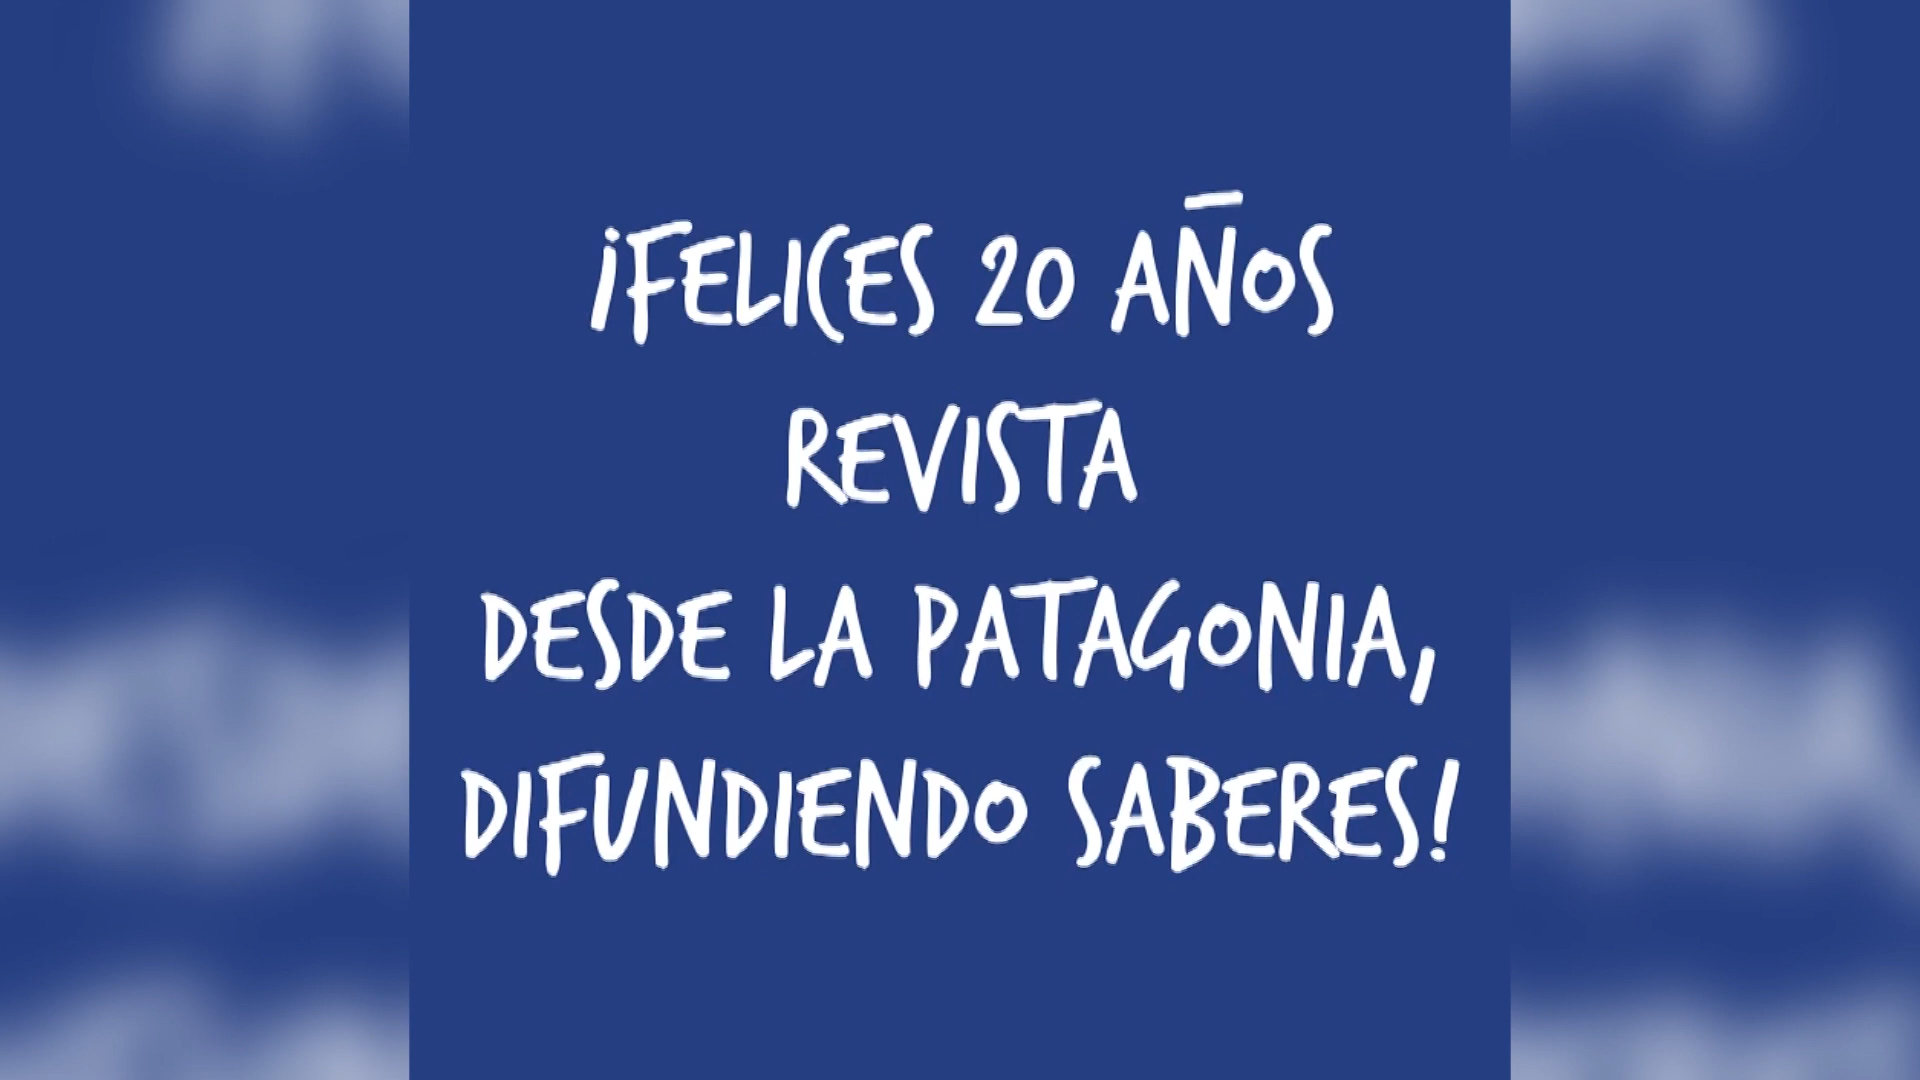 ¡FELICES 20 AÑOS
REVISTA
DESDE LA PATAGONIA,
DIFUNDIENDO SABERES!